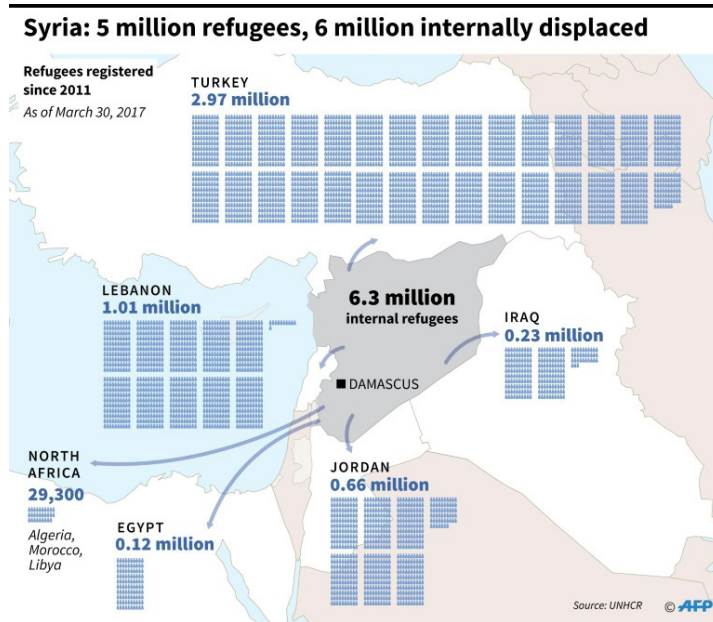 Syria: 5 million refugees, 6 million internally displaced
Refugees registered
since 2011
As of March 30, 2017
TURKEY
2.97 million
LEBANON
1.01 million
6.3 million
internal refugees
IRAQ
0.23 million
DAMASCUS
NORTH
AFRICA
29,300
Algeria,
Morocco,
Libya
EGYPT
0.12 million
JORDAN
0.66 million
Source: UNHCR
© AFP